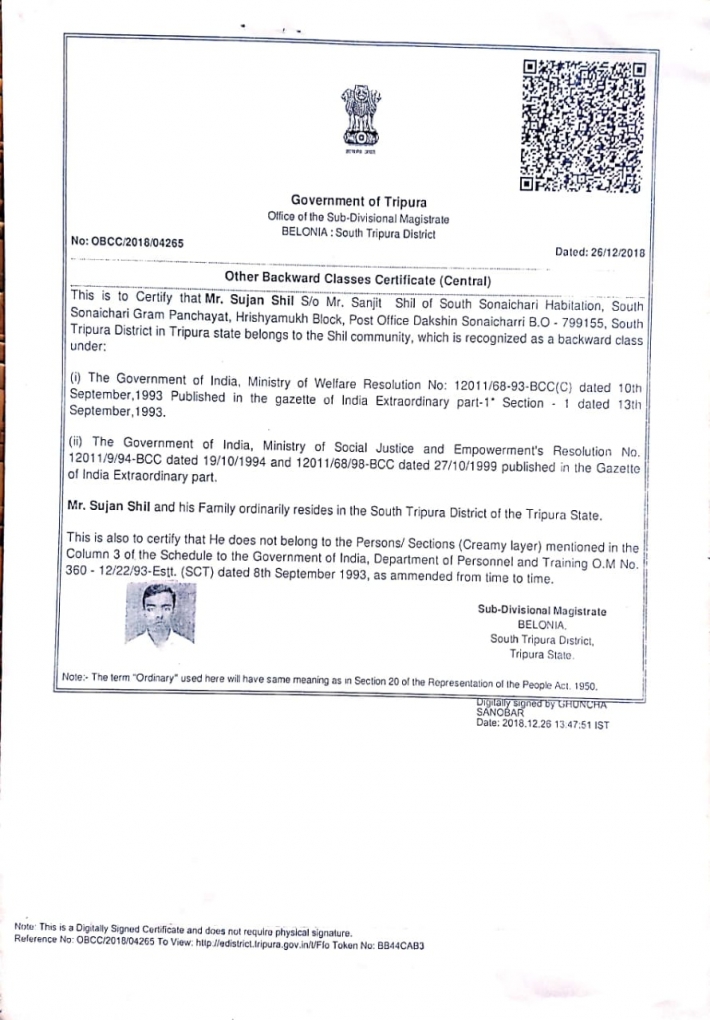 Government of Tripura
Office of the Sub-Divisional Magistrate
BELONIA : South Tripura District
No: OBCC/2018/04265
Dated: 26/12/2018
Other Backward Classes Certificate (Central)
This is to Certify that Mr. Sujan Shil S/o Mr. Sanjit Shil of South Sonaichari Habitation, South
Sonaichari Gram Panchayat, Hrishyamukh Block, Post Office Dakshin Sonaicharri B.O - 799155, South
Tripura District in Tripura state belongs to the Shil community, which is recognized as a backward class
under:
(i) The Government of India, Ministry of Welfare Resolution No: 12011/68-93-BCC(C) dated 10th
September,1993 Published in the gazette of India Extraordinary part-1* Section - 1 dated 13th
September,1993.
(ii) The Government of India, Ministry of Social Justice and Empowerment's Resolution No.
12011/9/94-BCC dated 19/10/1994 and 12011/68/98-BCC dated 27/10/1999 published in the Gazette
of India Extraordinary part.
Mr. Sujan Shil and his Family ordinarily resides in the South Tripura District of the Tripura State.
This is also to certify that He does not belong to the Persons/ Sections (Creamy layer) mentioned in the
Column 3 of the Schedule to the Government of India, Department of Personnel and Training O.M No.
360 - 12/22/93-Estt. (SCT) dated 8th September 1993, as ammended from time to time.
Sub-Divisional Magistrate
BELONIA,
South Tripura District,
Tripura State.
Note:- The term "Ordinary" used here will have same meaning as in Section 20 of the Representation of the People Act. 1950.
Digitally signed by GHUNCHA
SANOBAR
Date: 2018.12.26 13:47:51 IST
Note: This is a Digitally Signed Certificate and does not require physical signature.
Reference No: OBCC/2018/04265 To View: http://edistrict.tripura.gov.in/t/Flo Token No: BB44CAB3